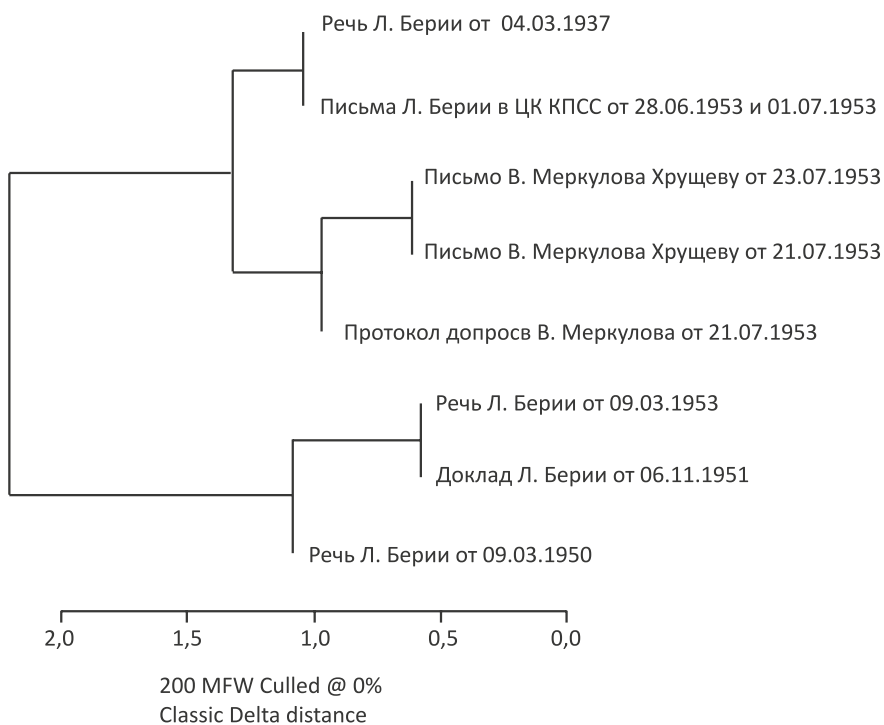 Речь Л. Берии от 04.03.1937
Письма Л. Берии в ЦК КПСС от 28.06.1953 и 01.07.1953
Письмо В. Меркулова Хрущеву от 23.07.1953
Письмо В. Меркулова Хрущеву от 21.07.1953
Протокол допросв В. Меркулова от 21.07.1953
Речь Л. Берии от 09.03.1953
Доклад Л. Берии от 06.11.1951
Речь Л. Берии от 09.03.1950
2,0 1,5 1,0 0,5 0,0
200 MFW Culled @ 0%
Classic Delta distance